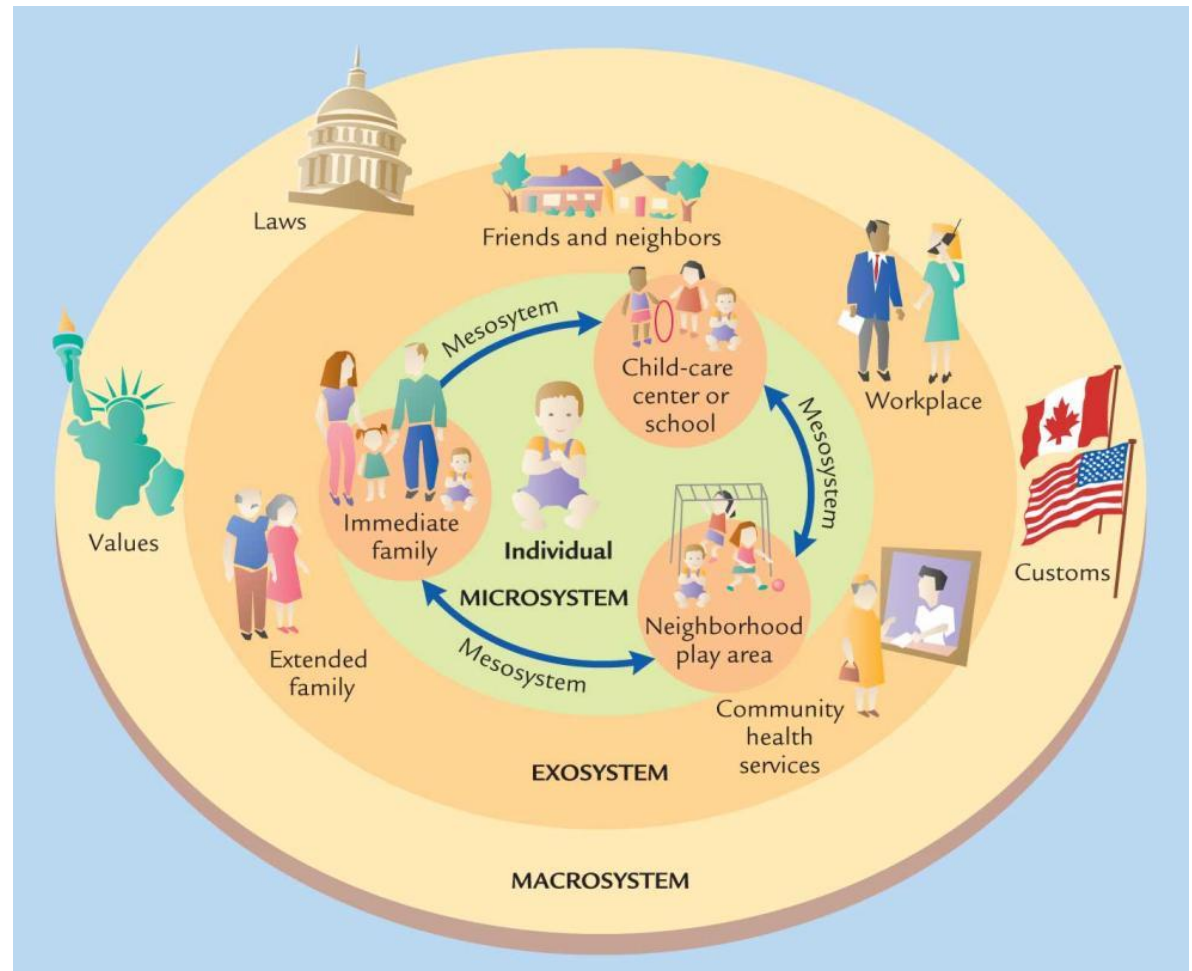 Laws
Friends and neighbors
Mesosytem
Child-care
center or
school
Workplace
Mesosystem
Values
Immediate
family
Individual
MICROSYSTEM
Customs
Neighborhood
play area
Mesosystem
Extended
family
Community
health
services
EXOSYSTEM
MACROSYSTEM